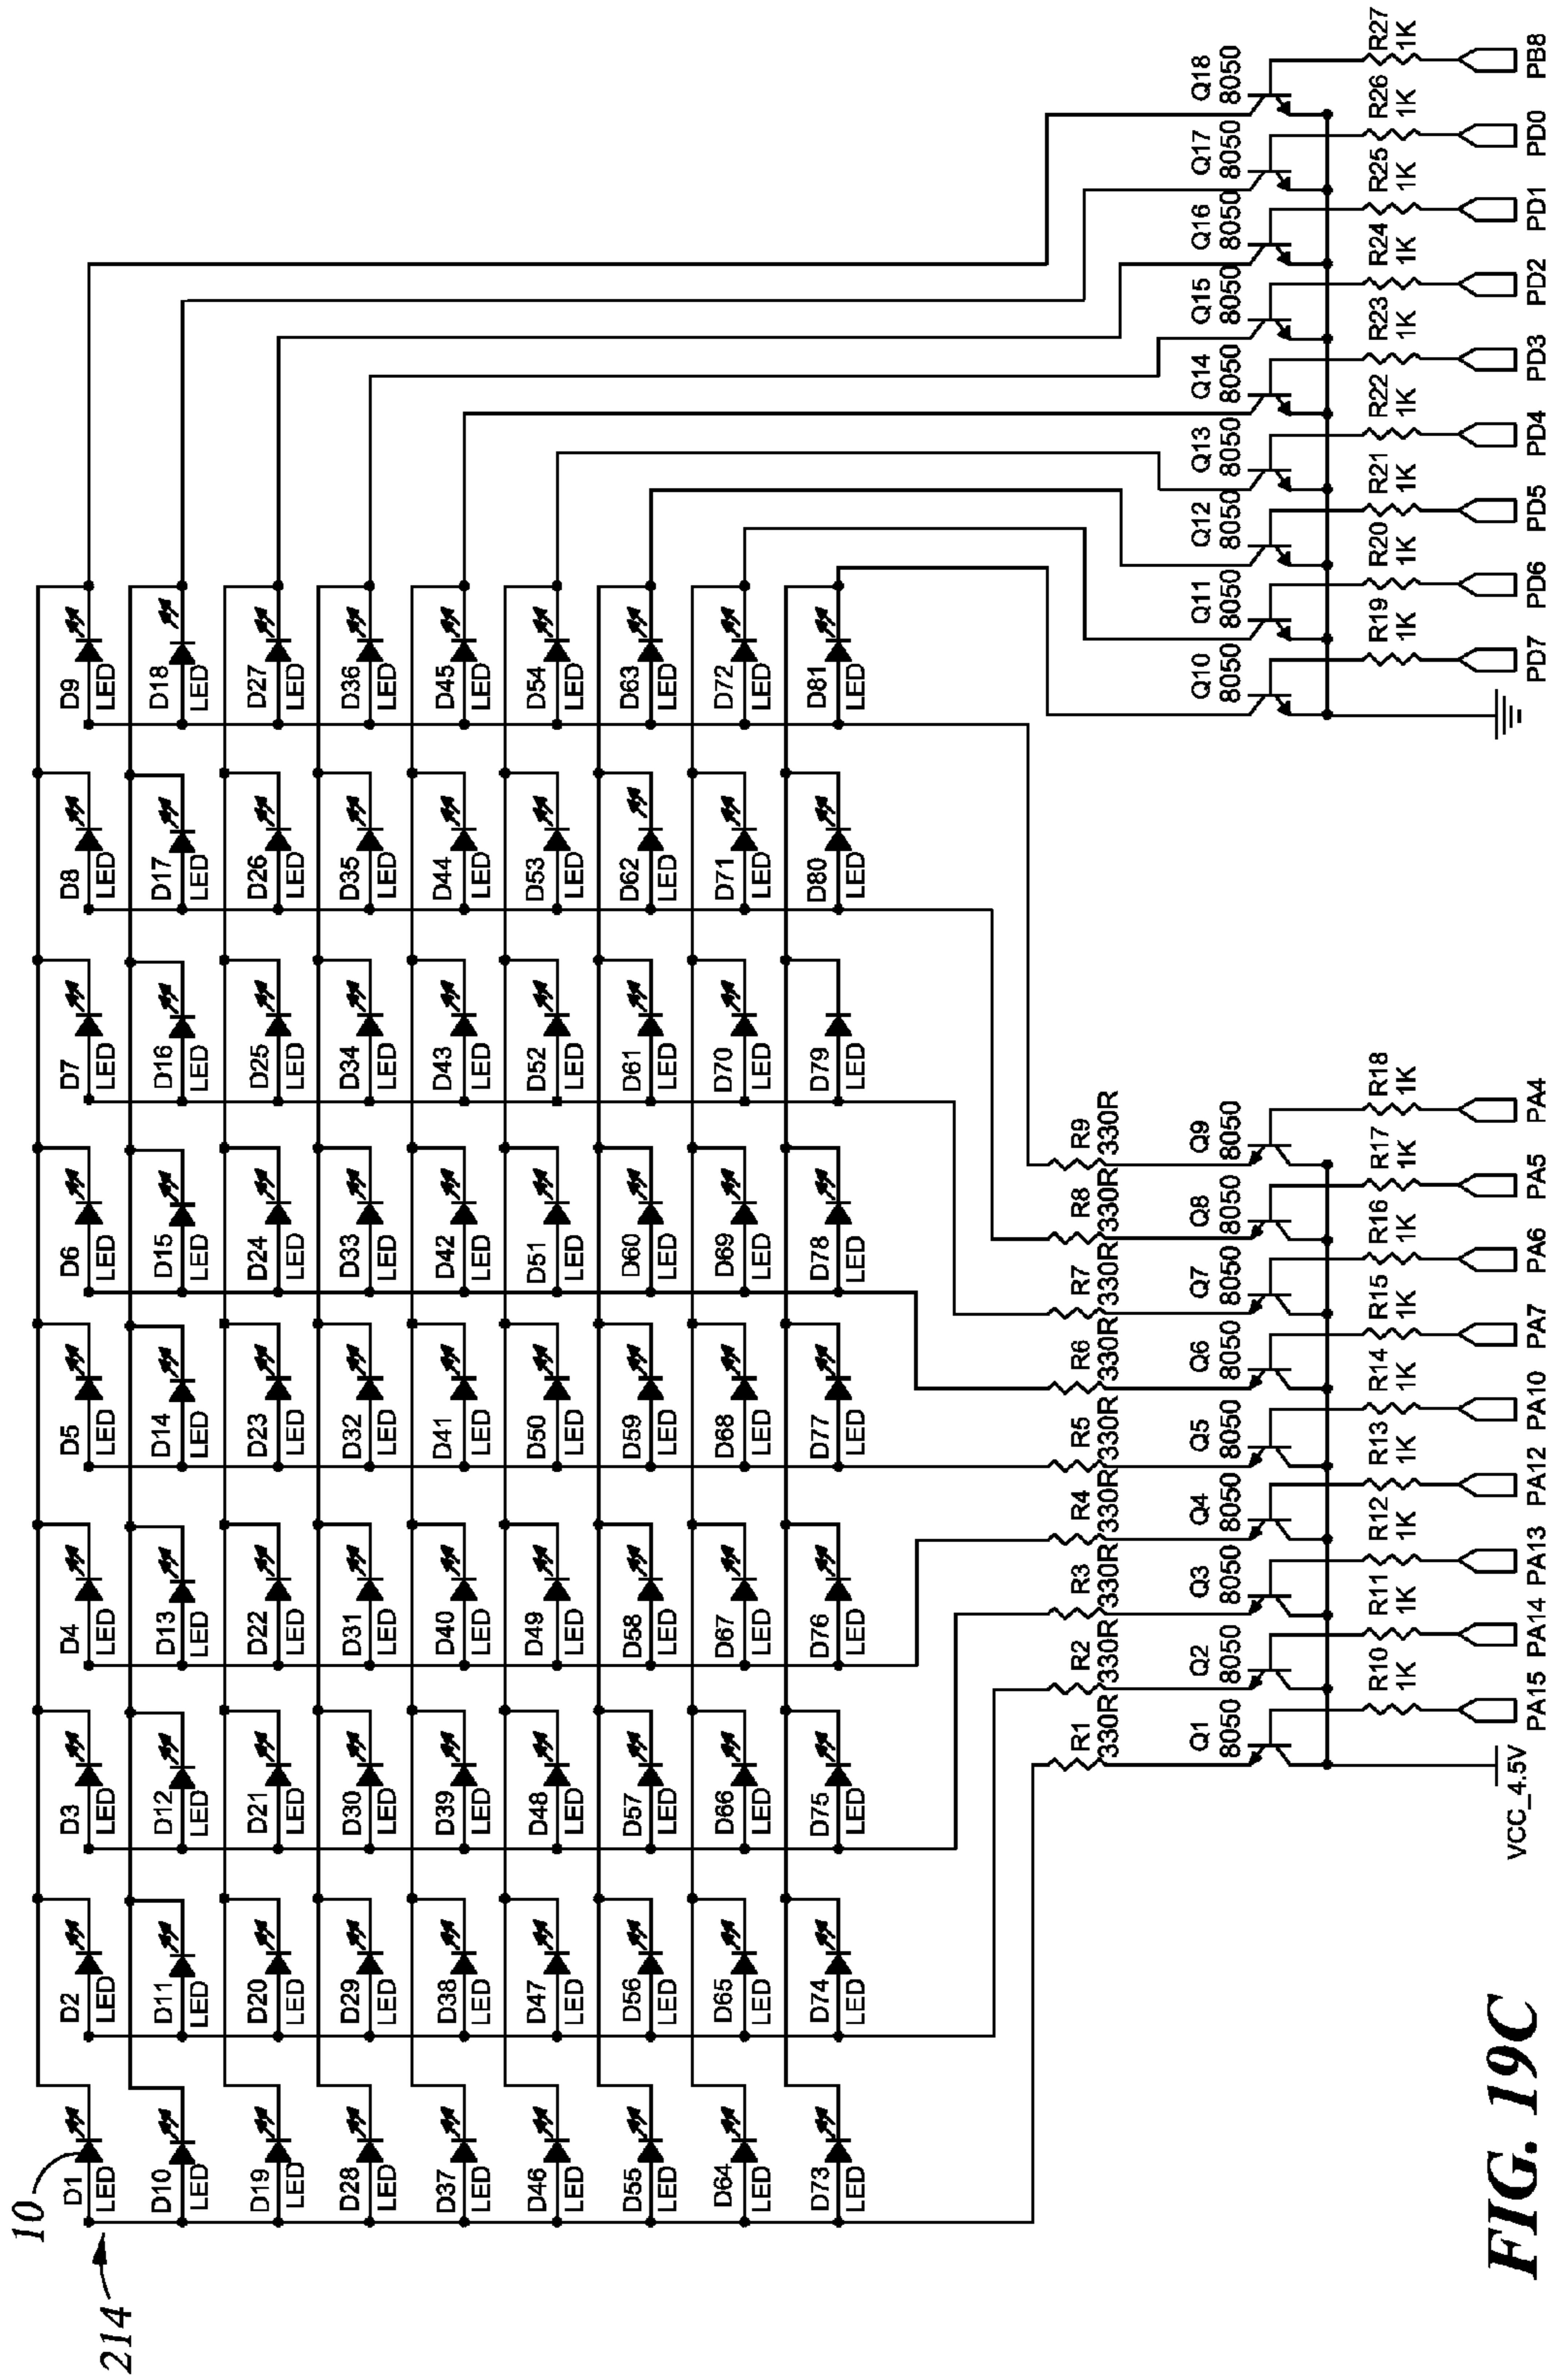 10
214
D1 D2 D3 D4 D5 D6 D7 D8 D9
LED LED LED LED LED LED LED LED LED
D10 D11 D12 D13 D14 D15 D16 D17 D18
LED LED LED LED LED LED LED LED LED
D19 D20 D21 D22 D23 D24 D25 D26 D27
LED LED LED LED LED LED LED LED LED
D28 D29 D30 D31 D32 D33 D34 D35 D36
LED LED LED LED LED LED LED LED LED
D37 D38 D39 D40 D41 D42 D43 D44 D45
LED LED LED LED LED LED LED LED LED
D46 D47 D48 D49 D50 D51 D52 D53 D54
LED LED LED LED LED LED LED LED LED
D55 D56 D57 D58 D59 D60 D61 D62 D63
LED LED LED LED LED LED LED LED LED
D64 D65 D66 D67 D68 D69 D70 D71 D72
LED LED LED LED LED LED LED LED LED
D73 D74 D75 D76 D77 D78 D79 D80 D81
LED LED LED LED LED LED LED LED LED
R1 R2 R3 R4 R5 R6 R7 R8 R9
330R 330R 330R 330R 330R 330R 330R 330R 330R
Q1 Q2 Q3 Q4 Q5 Q6 Q7 Q8 Q9 Q10 Q11 Q12 Q13 Q14 Q15 Q16 Q17 Q18
8050 8050 8050 8050 8050 8050 8050 8050 8050 8050 8050 8050 8050 8050 8050 8050 8050 8050
R10 R11 R12 R13 R14 R15 R16 R17 R18 R19 R20 R21 R22 R23 R24 R25 R26 R27
1K 1K 1K 1K 1K 1K 1K 1K 1K 1K 1K 1K 1K 1K 1K 1K 1K 1K
VCC_4.5V
PA15 PA14 PA13 PA12 PA10 PA7 PA6 PA5 PA4 PD7 PD6 PD5 PD4 PD3 PD2 PD1 PD0 PB8
FIG. 19C